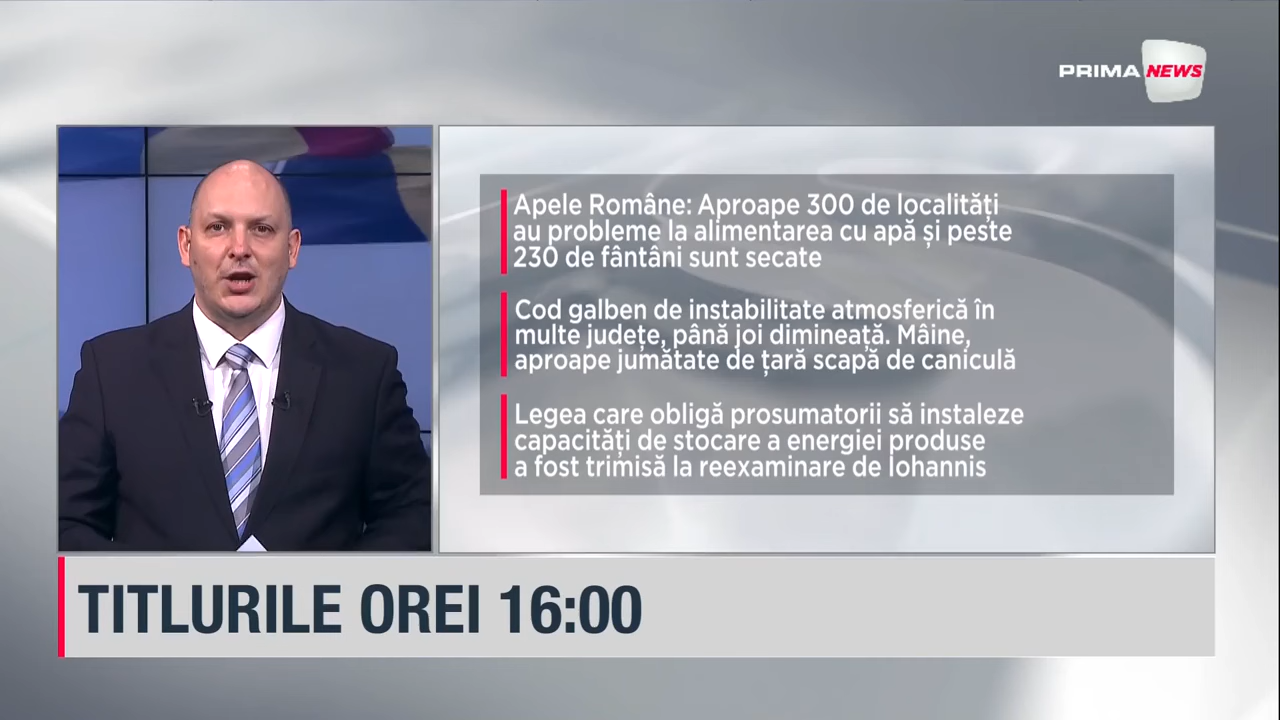 PRIMA NEWS
Apele Române: Aproape 300 de localități
au probleme la alimentarea cu apă și peste
230 de fântâni sunt secate
Cod galben de instabilitate atmosferică în
multe județe, până joi dimineață. Mâine,
aproape jumătate de țară scapă de caniculă
Legea care obligă prosumatorii să instaleze
capacități de stocare a energiei produse
a fost trimisă la reexaminare de Iohannis
TITLURILE OREI 16:00